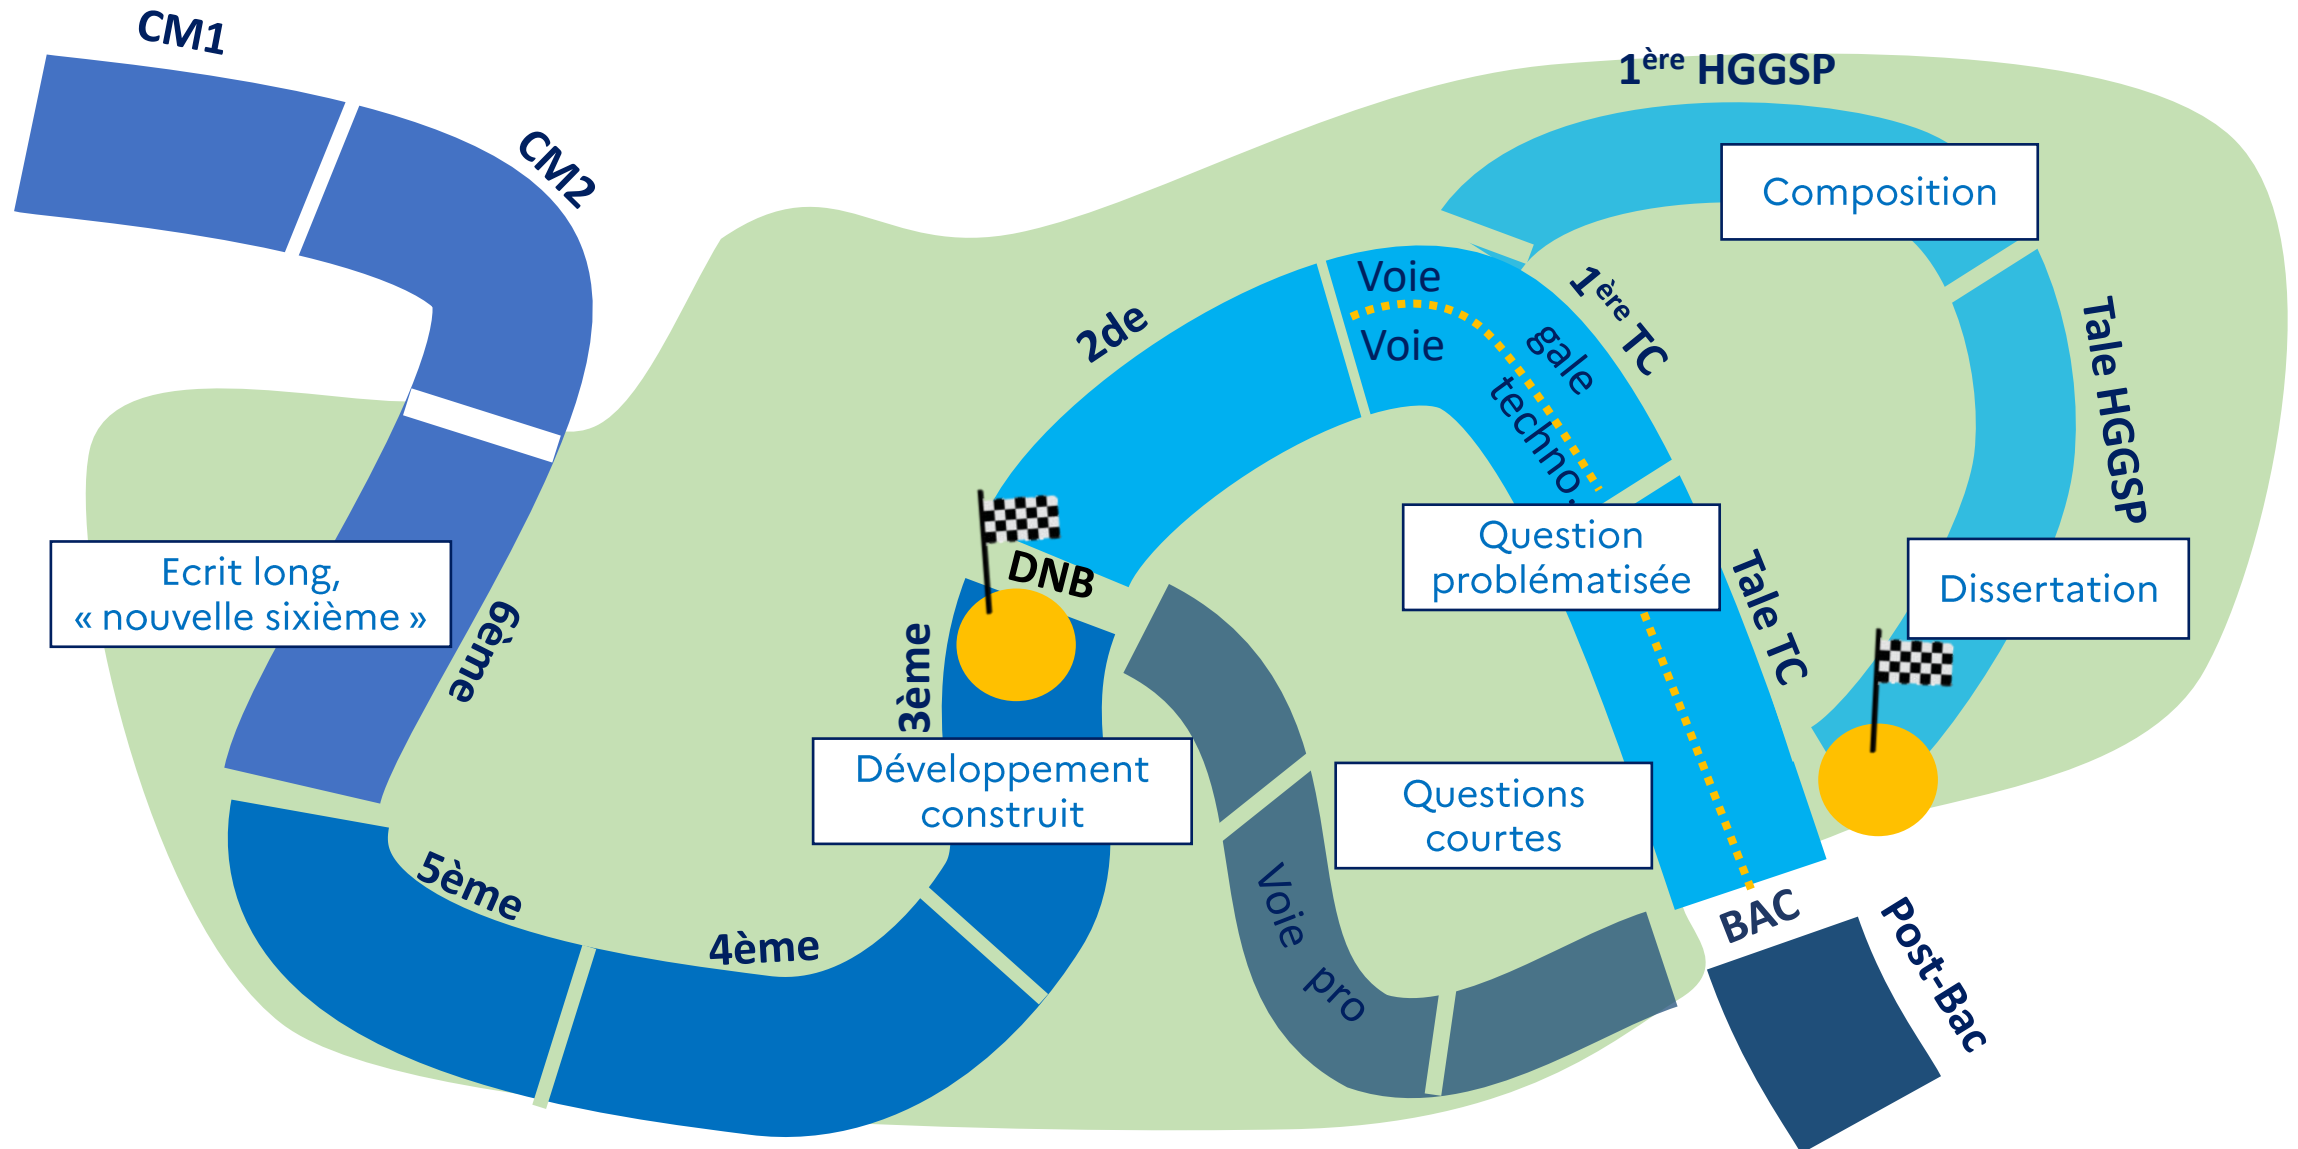 CM1
CM2
6ème
Ecrit long,
« nouvelle sixième »
5ème
4ème
3ème
Développement
construit
DNB
2de
Voie
gale
Voie
techno.
1ère TC
Question
problématisée
Tale TC
1ère HGGSP
Composition
Tale HGGSP
Dissertation
Voie pro
Questions
courtes
BAC
Post-Bac